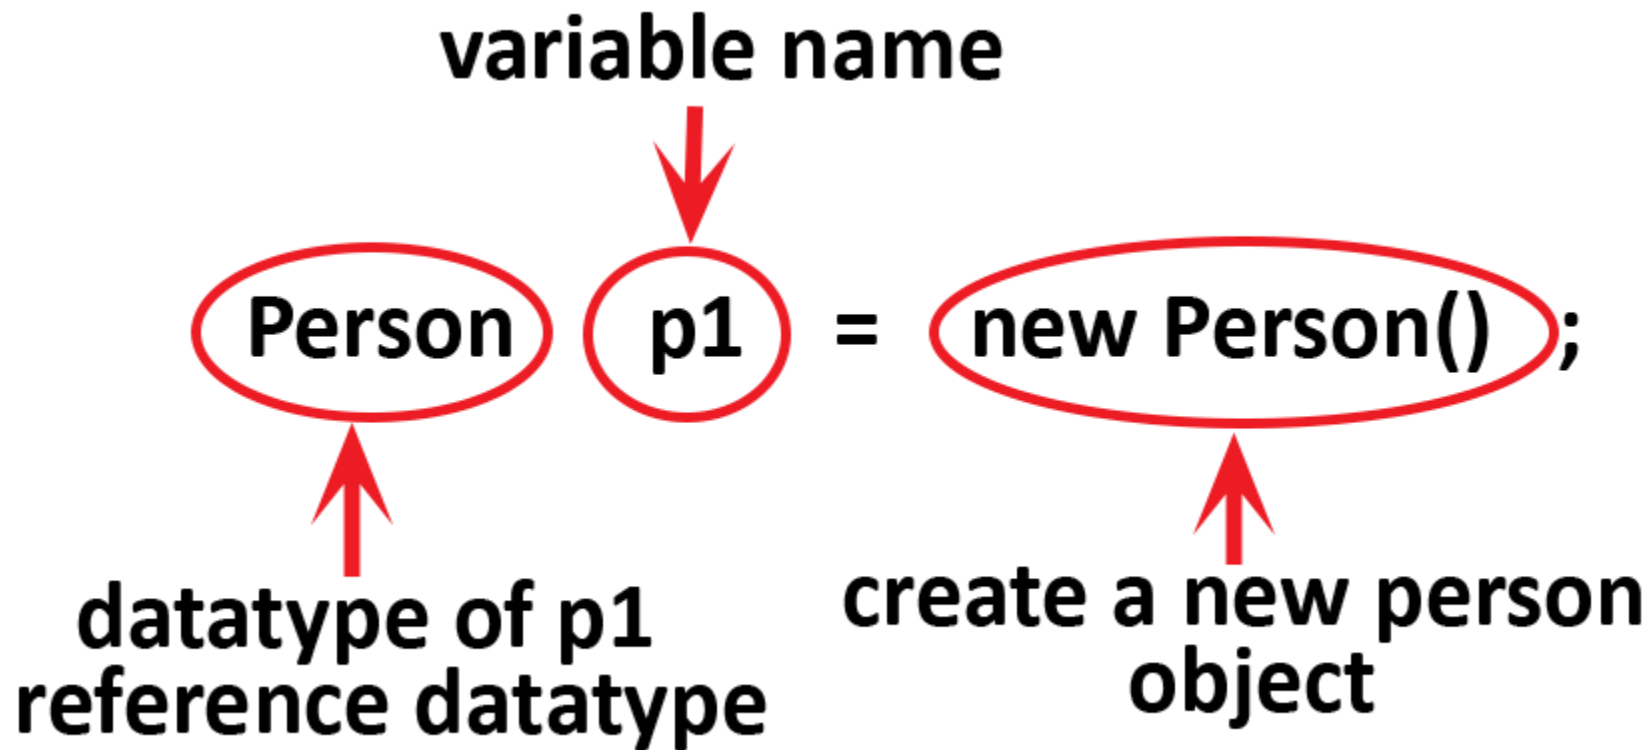 variable name
Person p1 = new Person() ;
datatype of p1
reference datatype
create a new person
object